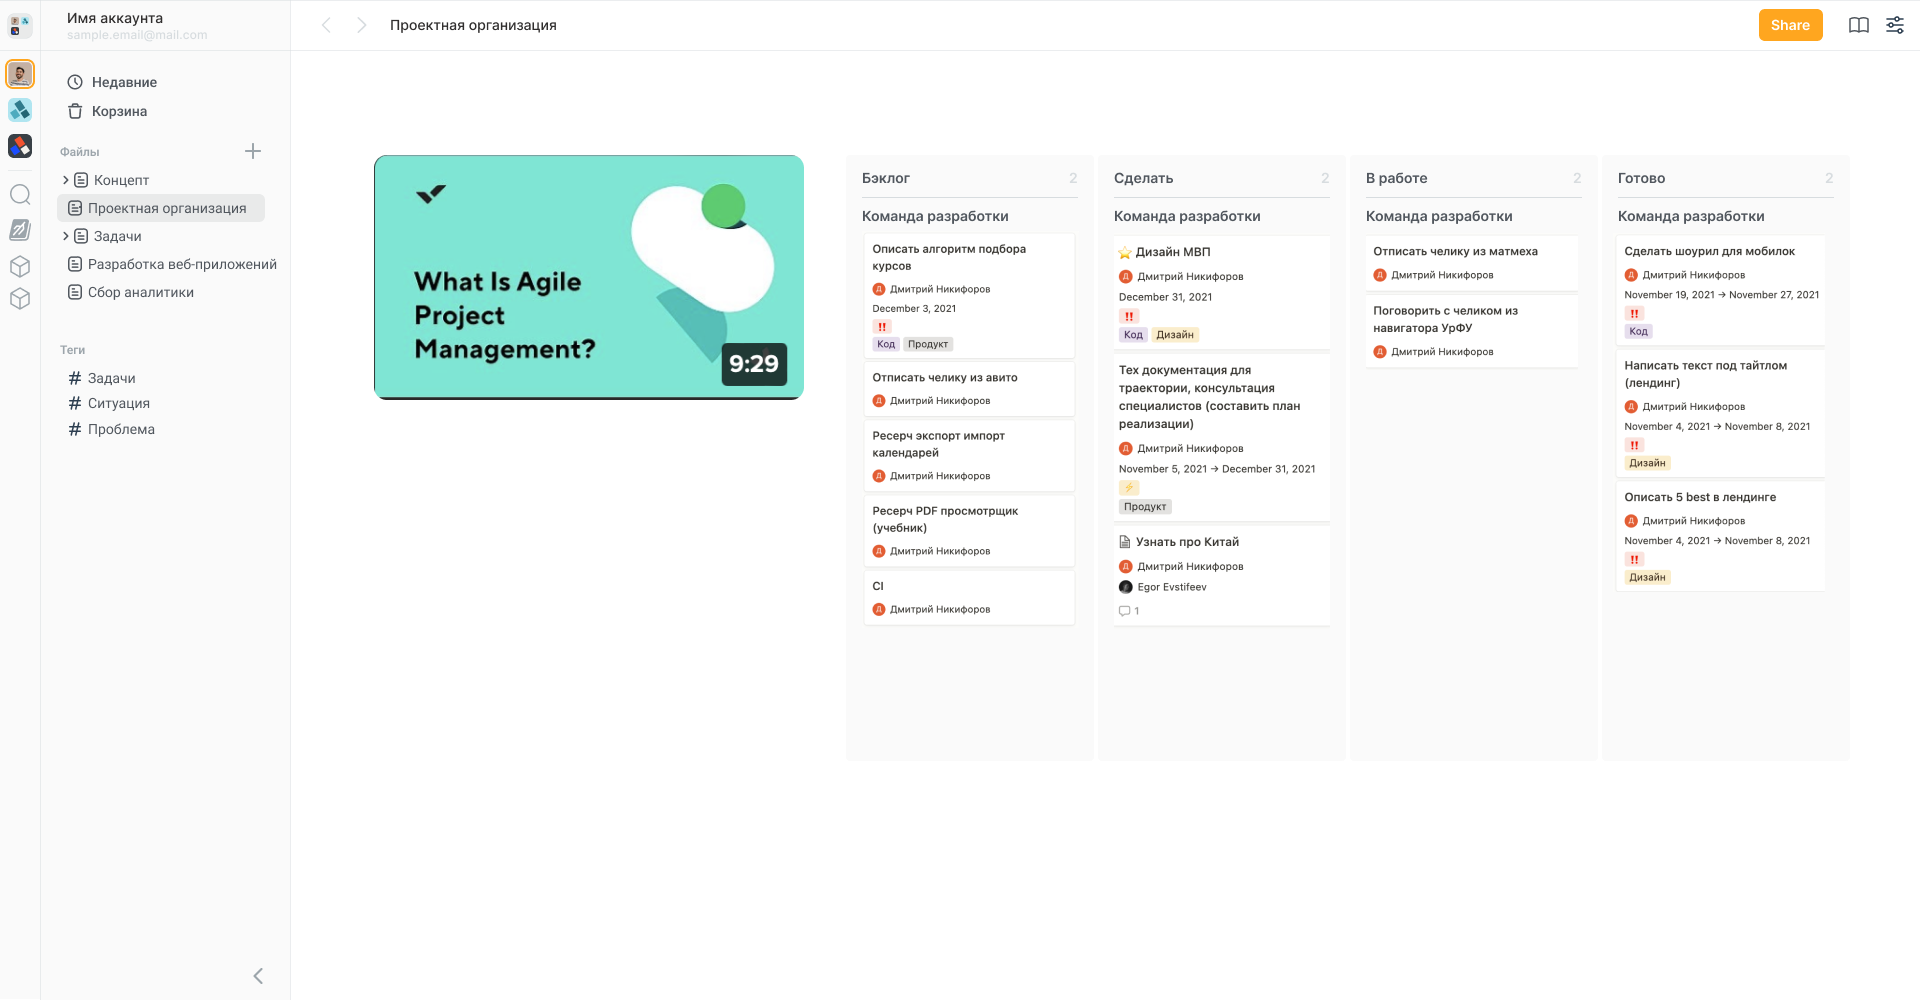 Имя аккаунта
sample.email@mail.com
Недавние
Корзина
Файлы
Концепт
Проектная организация
Задачи
Разработка веб-приложений
Сбор аналитики
Теги
# Задачи
# Ситуация
# Проблема
Проектная организация
Share
What Is Agile
Project
Management?
9:29
Бэклог 2
Команда разработки
Описать алгоритм подбора
курсов
Д Дмитрий Никифоров
December 3, 2021
!!
Код Продукт
Отписать челику из авито
Д Дмитрий Никифоров
Ресерч экспорт импорт
календарей
Д Дмитрий Никифоров
Ресерч PDF просмотрщик
(учебник)
Д Дмитрий Никифоров
CI
Д Дмитрий Никифоров
Сделать 2
Команда разработки
Дизайн МВП
Д Дмитрий Никифоров
December 31, 2021
!!
Код Дизайн
Тех документация для
траектории, консультация
специалистов (составить план
реализации)
Д Дмитрий Никифоров
November 5, 2021 → December 31, 2021
⚡
Продукт
Узнать про Китай
Д Дмитрий Никифоров
Egor Evstifeev
1
В работе 2
Команда разработки
Отписать челику из матмеха
Д Дмитрий Никифоров
Поговорить с челиком из
навигатора УрФУ
Д Дмитрий Никифоров
Готово 2
Команда разработки
Сделать шоурил для мобилок
Д Дмитрий Никифоров
November 19, 2021 → November 27, 2021
!!
Код
Написать текст под тайтлом
(лендинг)
Д Дмитрий Никифоров
November 4, 2021 → November 8, 2021
!!
Дизайн
Описать 5 best в лендинге
Д Дмитрий Никифоров
November 4, 2021 → November 8, 2021
!!
Дизайн